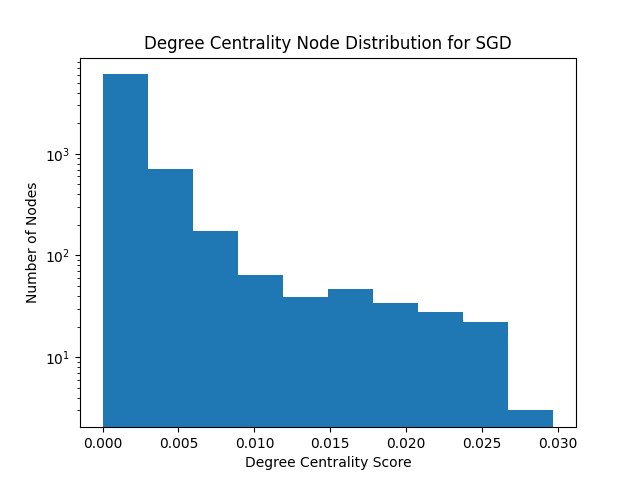 Degree Centrality Node Distribution for SGD
Number of Nodes
10³
10²
10¹
0.000 0.005 0.010 0.015 0.020 0.025 0.030
Degree Centrality Score